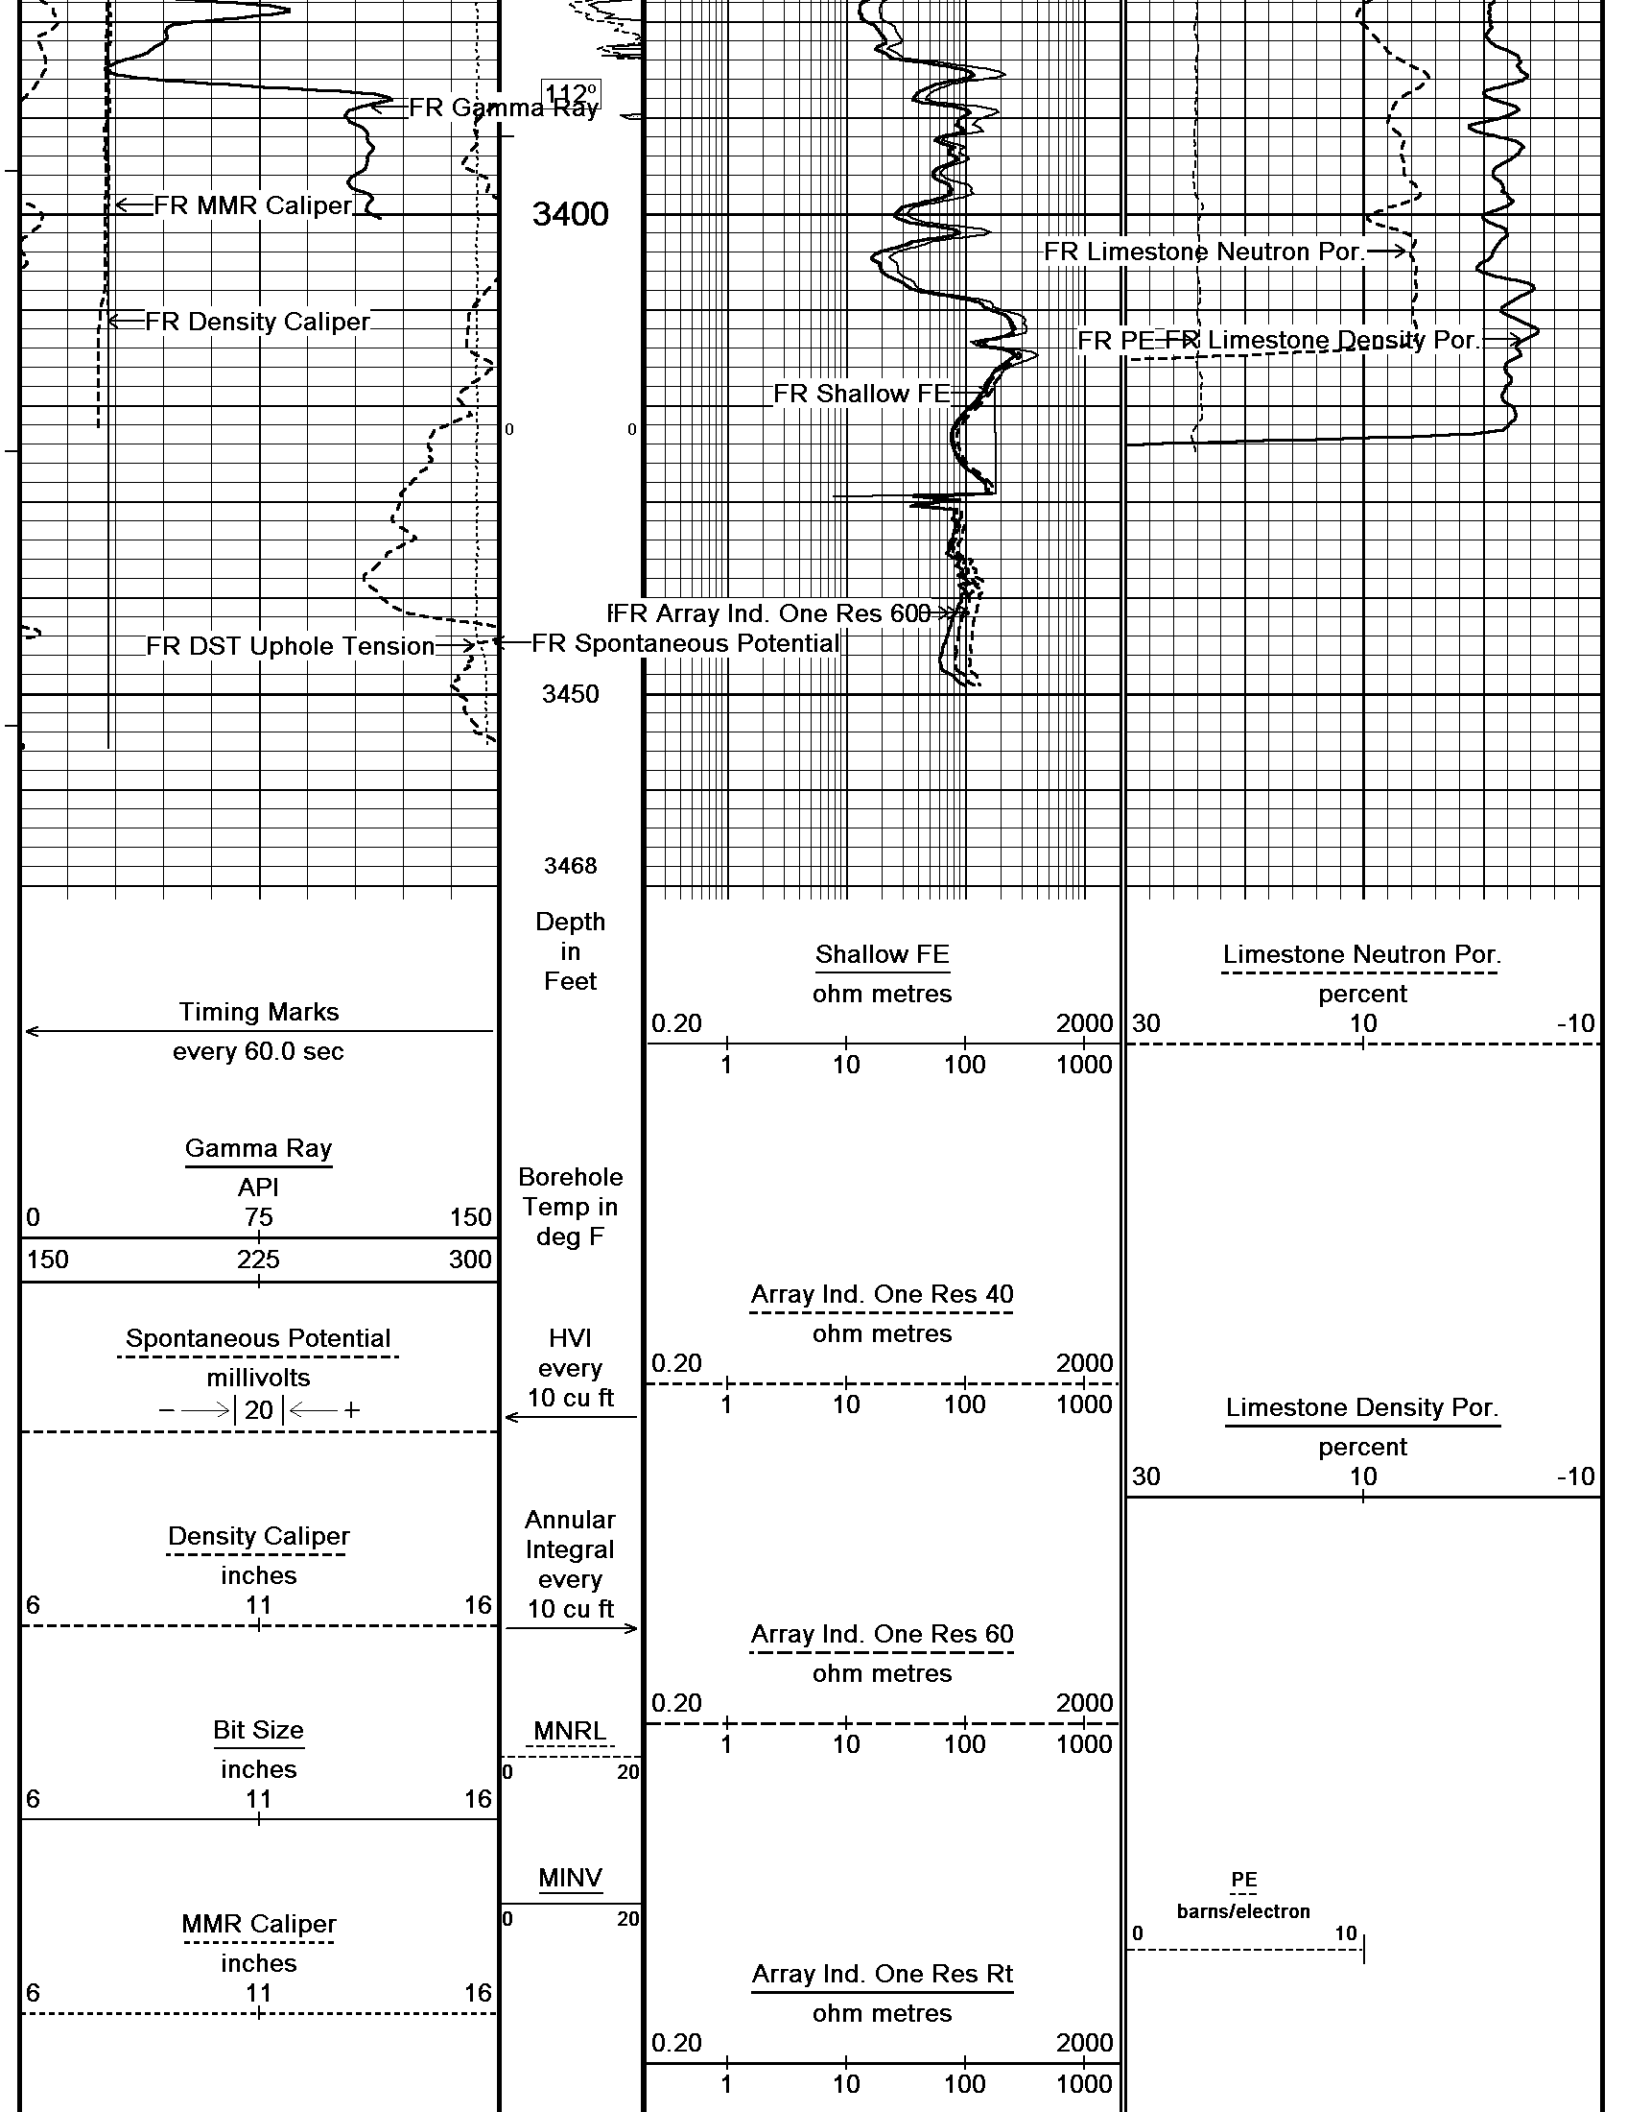 112º
FR Gamma Ray
FR MMR Caliper
3400
FR Limestone Neutron Por.
FR Density Caliper
FR PE
FR Limestone Density Por.
FR Shallow FE
0
0
FR Array Ind. One Res 60
FR DST Uphole Tension
FR Spontaneous Potential
3450
3468
Depth
in
Feet
Timing Marks
every 60.0 sec
Gamma Ray
API
0 75 150
150 225 300
Spontaneous Potential
millivolts
− 20 +
Density Caliper
inches
6 11 16
Bit Size
inches
6 11 16
MMR Caliper
inches
6 11 16
Borehole
Temp in
deg F
HVI
every
10 cu ft
Annular
Integral
every
10 cu ft
MNRL
0 20
MINV
0 20
Shallow FE
ohm metres
0.20 2000
1 10 100 1000
Array Ind. One Res 40
ohm metres
0.20 2000
1 10 100 1000
Array Ind. One Res 60
ohm metres
0.20 2000
1 10 100 1000
Array Ind. One Res Rt
ohm metres
0.20 2000
1 10 100 1000
Limestone Neutron Por.
percent
30 10 -10
Limestone Density Por.
percent
30 10 -10
PE
barns/electron
0 10